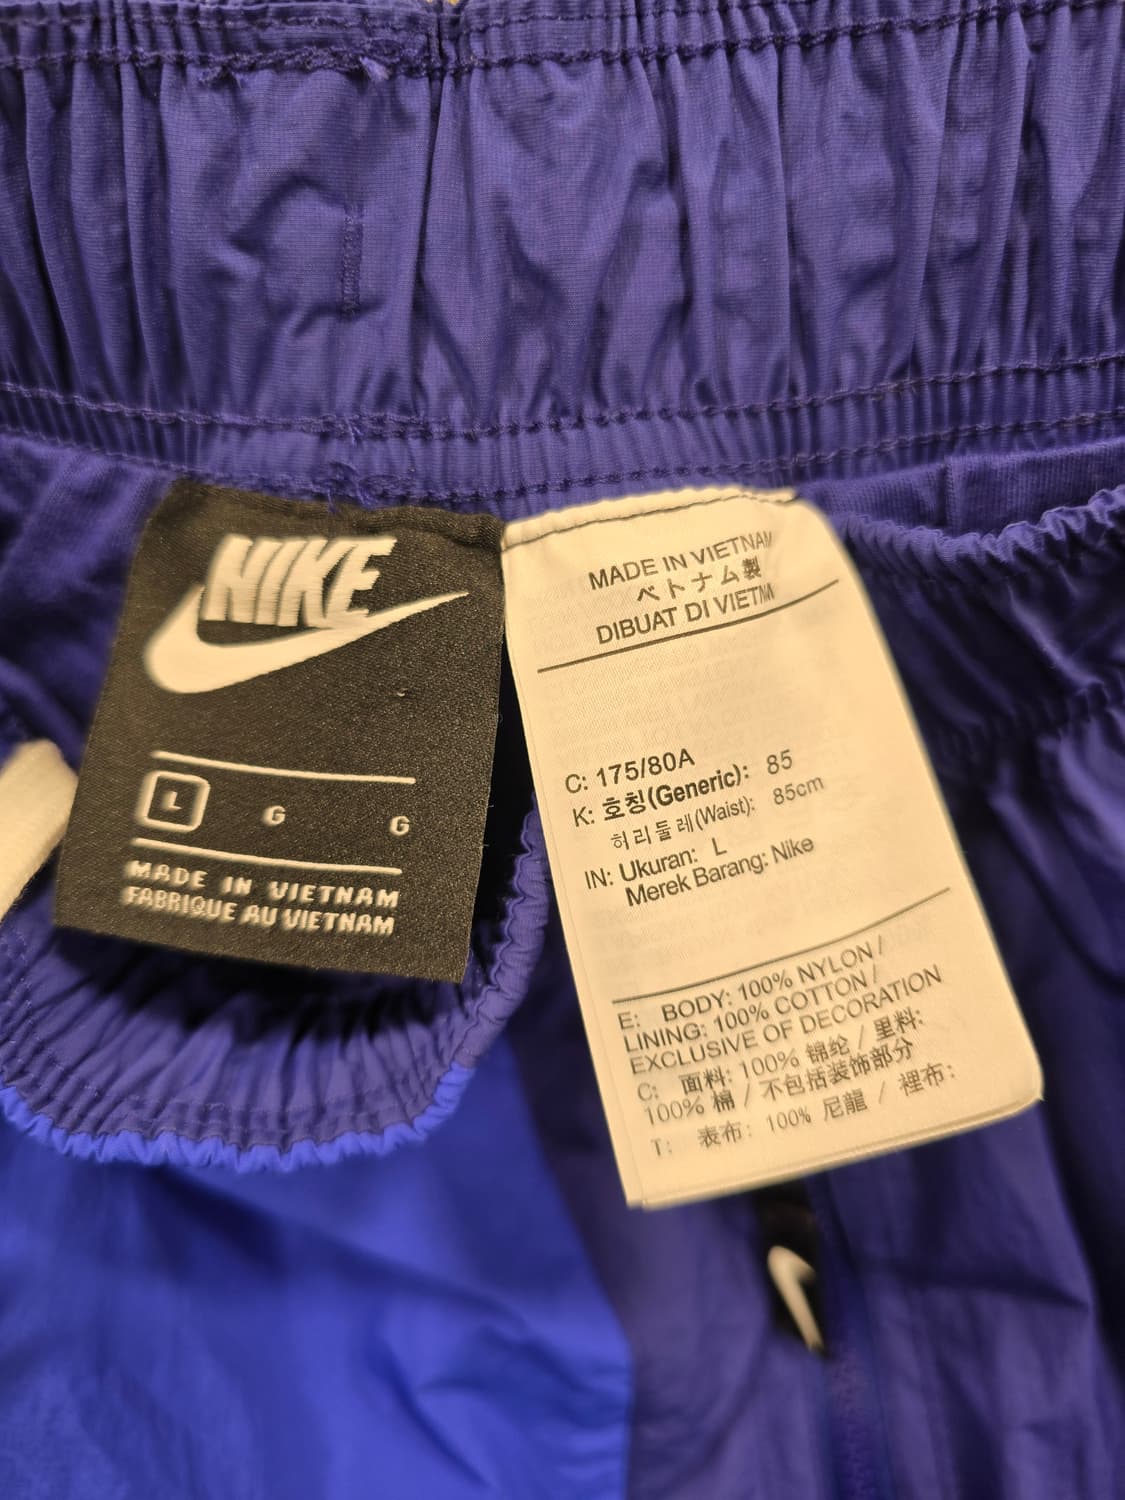 NIKE
L G G
MADE IN VIETNAM
FABRIQUE AU VIETNAM
MADE IN VIETNAM
ベトナム製
DIBUAT DI VIETNAM
C: 175/80A
K: 호칭(Generic): 85
허리둘레(Waist): 85cm
IN: Ukuran: L
Merek Barang: Nike
E: BODY: 100% NYLON /
LINING: 100% COTTON /
EXCLUSIVE OF DECORATION
C: 面料: 100% 锦纶 / 里料:
100% 棉 / 不包括装饰部分
T: 表布: 100% 尼龍 / 裡布: